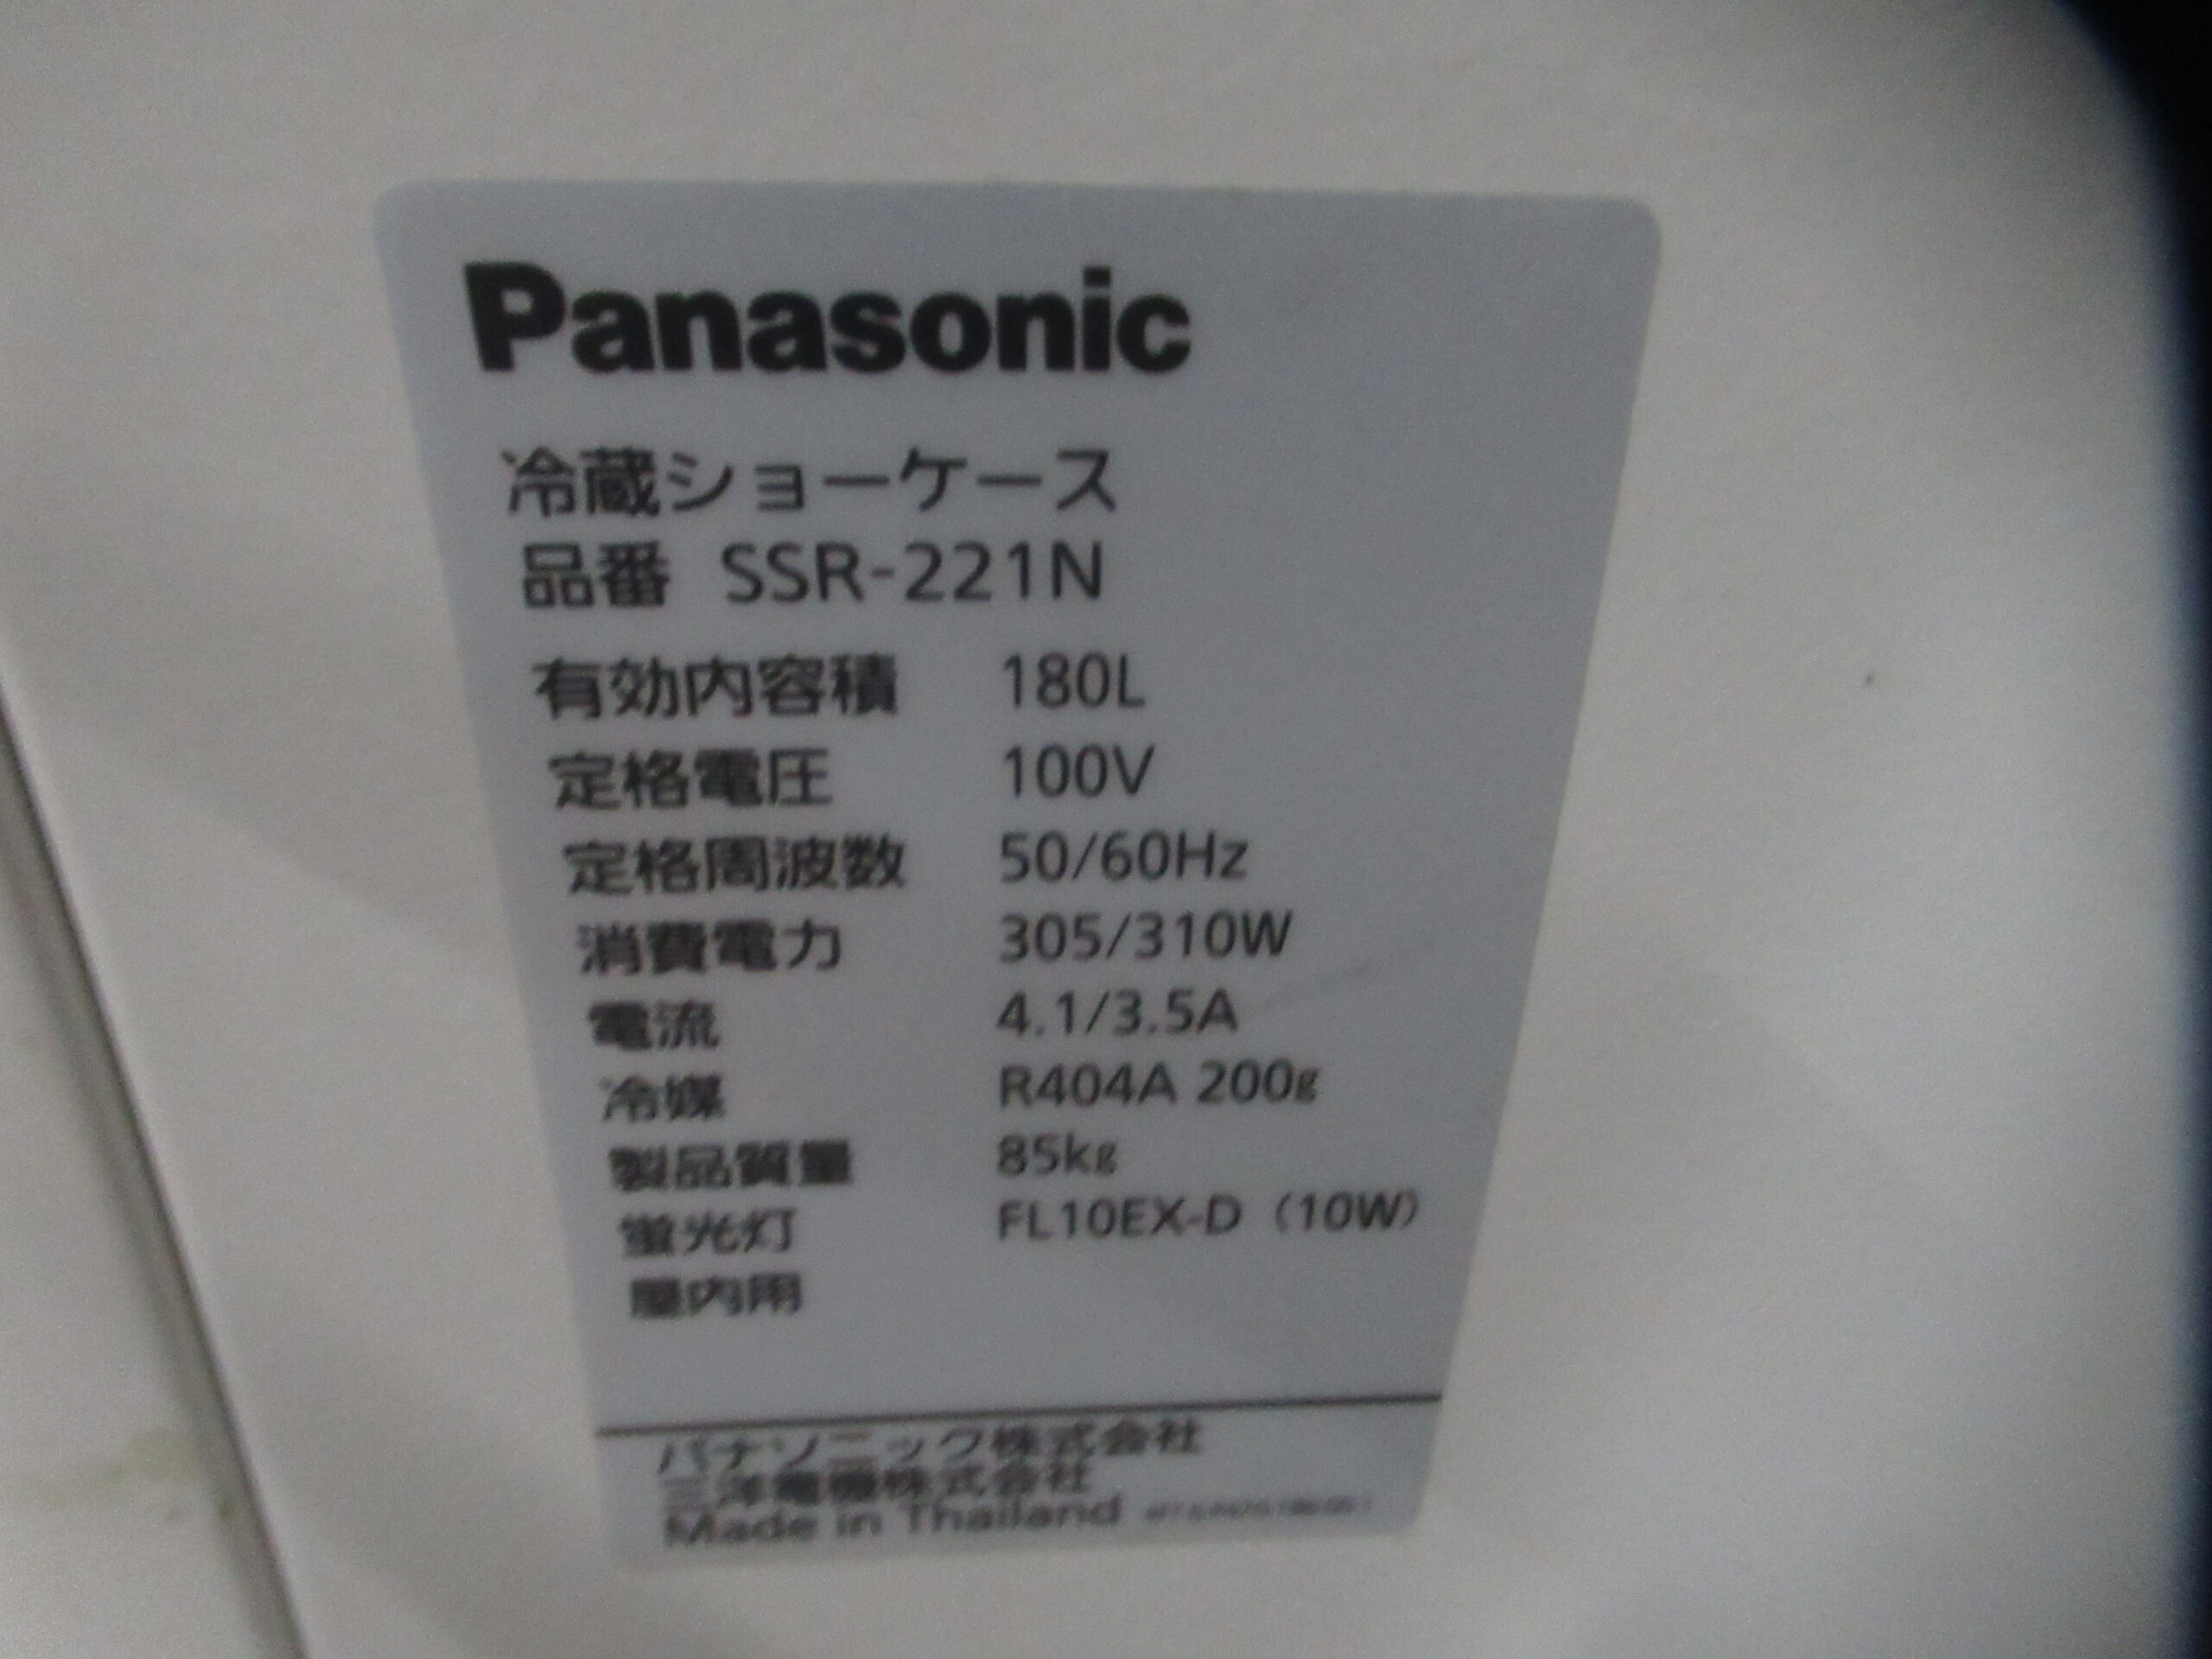 Panasonic
冷蔵ショーケース
品番 SSR-221N
有効内容積 180L
定格電圧 100V
定格周波数 50/60Hz
消費電力 305/310W
電流 4.1/3.5A
冷媒 R404A 200g
製品質量 85kg
蛍光灯 FL10EX-D (10W)
屋内用
パナソニック株式会社
三洋電機株式会社
Made in Thailand